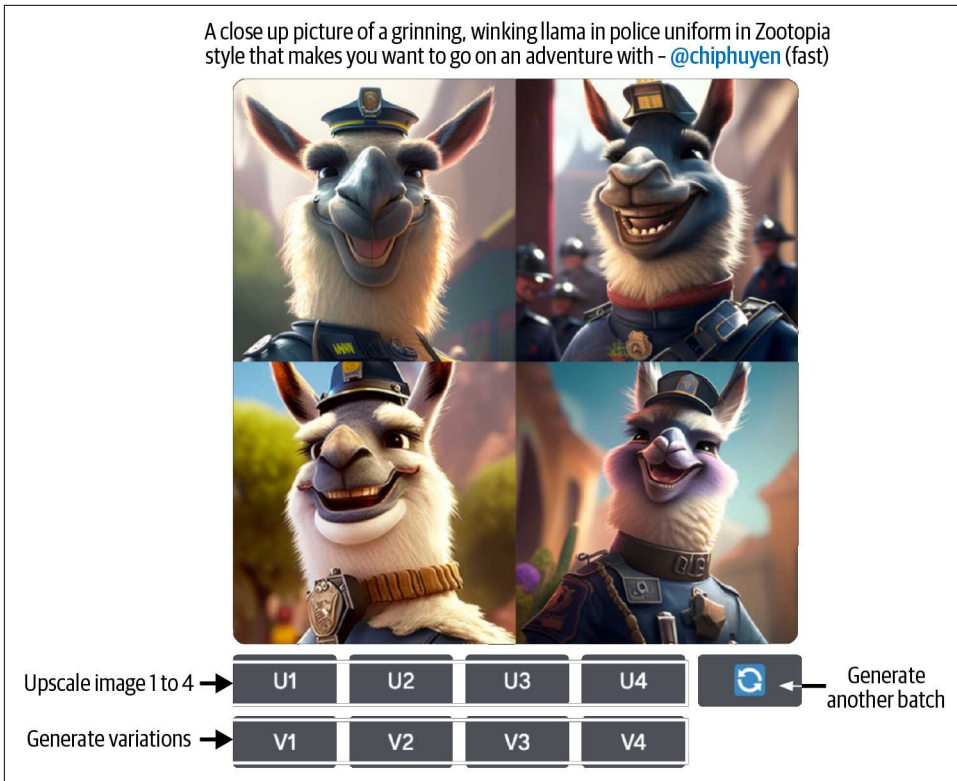 A close up picture of a grinning, winking llama in police uniform in Zootopia
style that makes you want to go on an adventure with – @chiphuyen (fast)
Upscale image 1 to 4
U1
U2
U3
U4
Generate
another batch
Generate variations
V1
V2
V3
V4